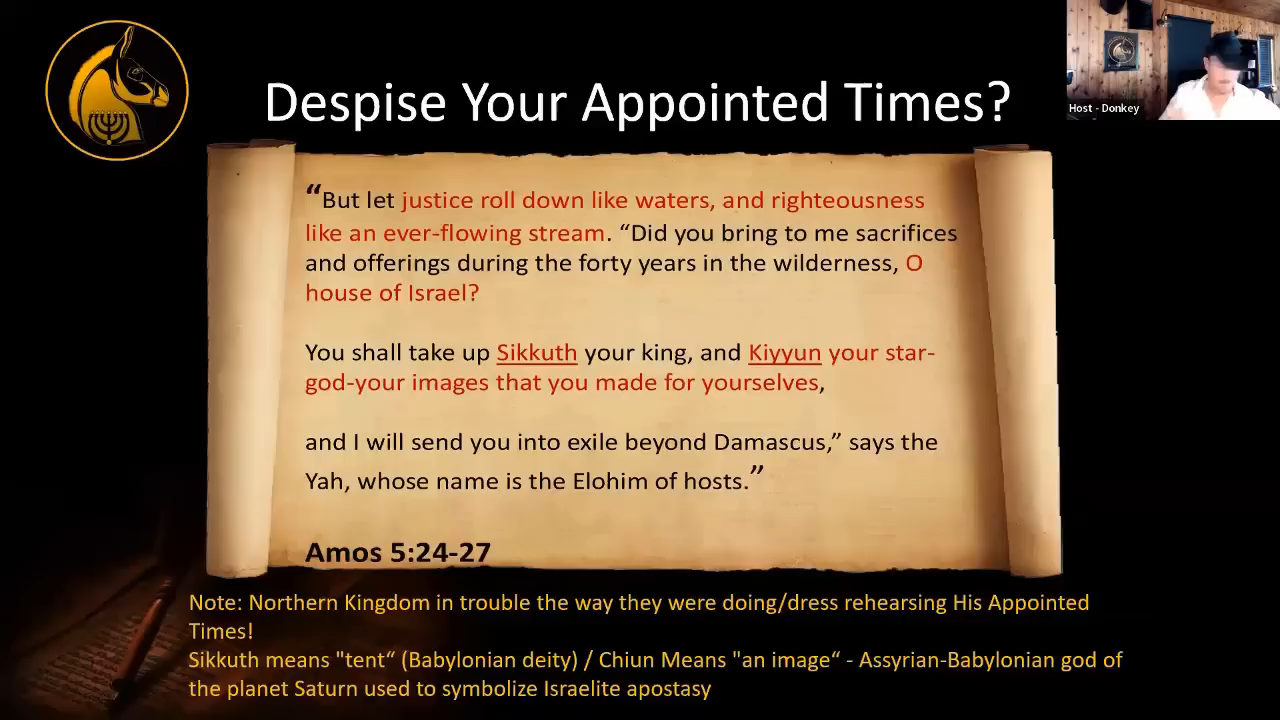 Despise Your Appointed Times?
Host - Donkey
“But let justice roll down like waters, and righteousness
like an ever-flowing stream. “Did you bring to me sacrifices
and offerings during the forty years in the wilderness, O
house of Israel?
You shall take up Sikkuth your king, and Kiyyun your star-
god-your images that you made for yourselves,
and I will send you into exile beyond Damascus,” says the
Yah, whose name is the Elohim of hosts.”
Amos 5:24-27
Note: Northern Kingdom in trouble the way they were doing/dress rehearsing His Appointed
Times!
Sikkuth means "tent“ (Babylonian deity) / Chiun Means "an image“ - Assyrian-Babylonian god of
the planet Saturn used to symbolize Israelite apostasy